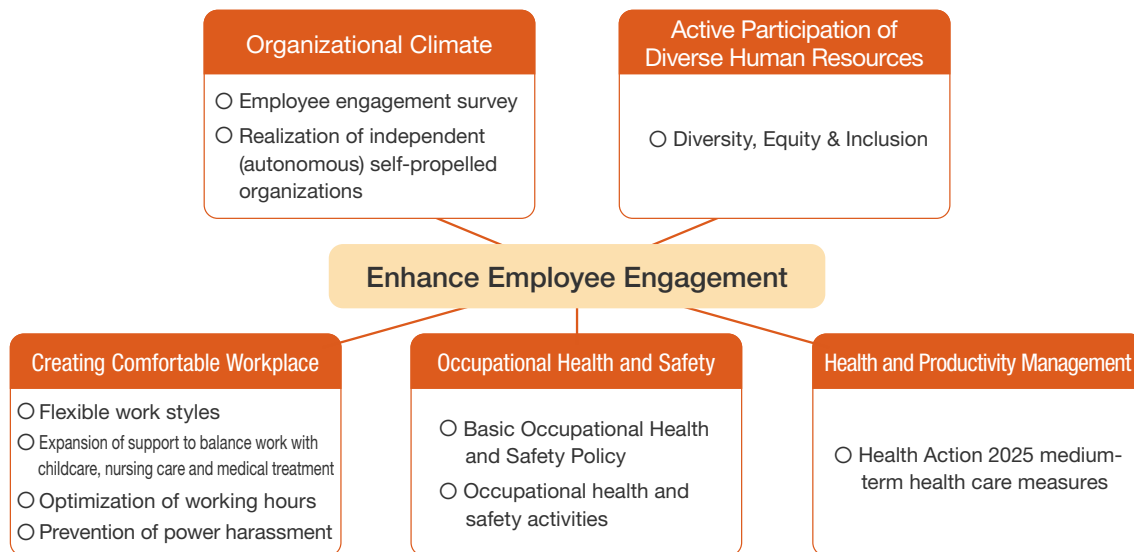 Organizational Climate
○ Employee engagement survey
○ Realization of independent
(autonomous) self-propelled
organizations
Active Participation of
Diverse Human Resources
○ Diversity, Equity & Inclusion
Enhance Employee Engagement
Creating Comfortable Workplace
○ Flexible work styles
○ Expansion of support to balance work with
childcare, nursing care and medical treatment
○ Optimization of working hours
○ Prevention of power harassment
Occupational Health and Safety
○ Basic Occupational Health
and Safety Policy
○ Occupational health and
safety activities
Health and Productivity Management
○ Health Action 2025 medium-
term health care measures